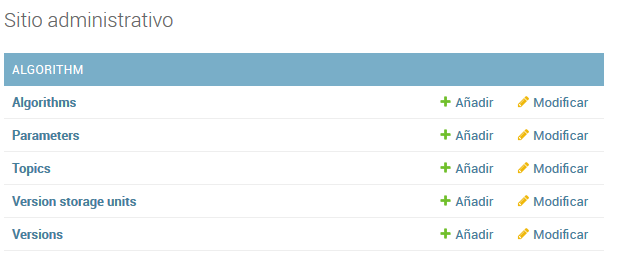 Sitio administrativo
ALGORITHM
Algorithms Añadir Modificar
Parameters Añadir Modificar
Topics Añadir Modificar
Version storage units Añadir Modificar
Versions Añadir Modificar